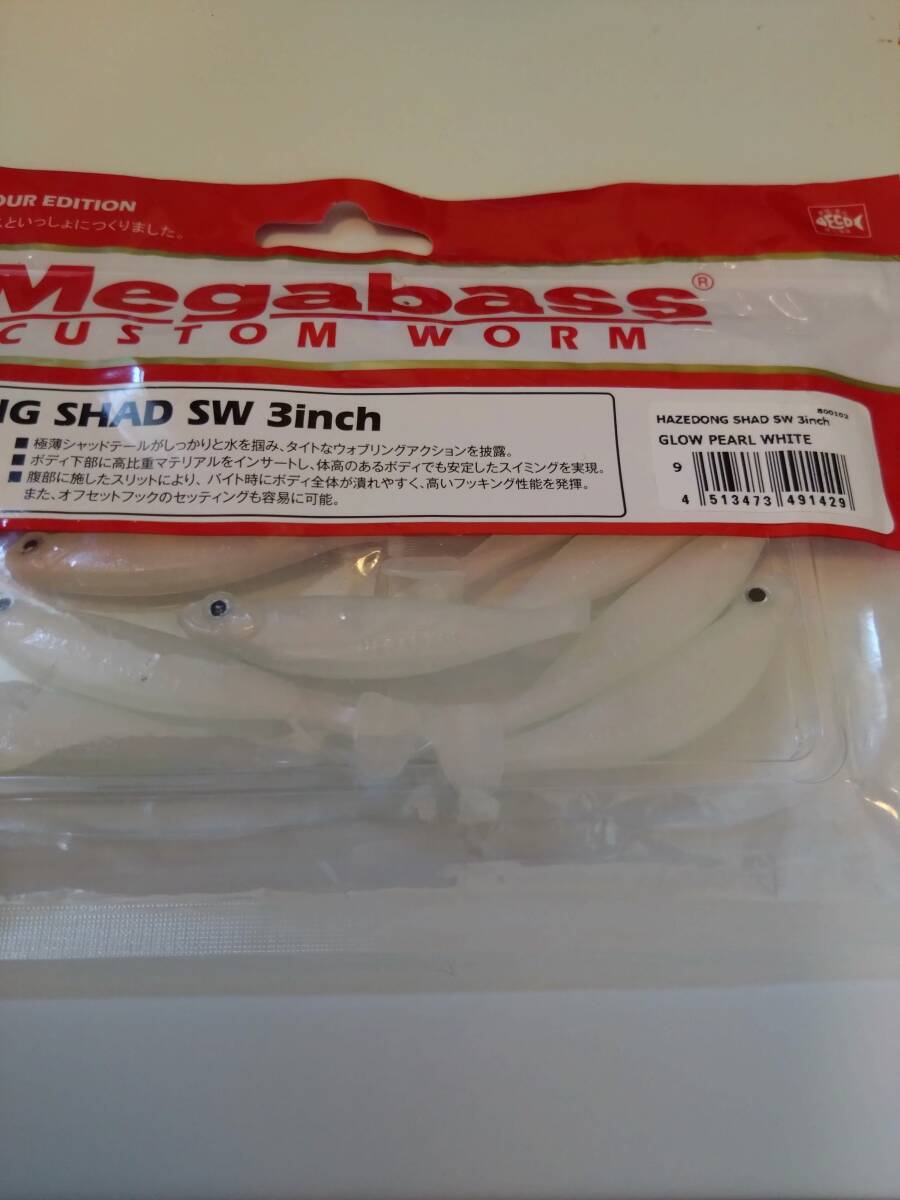 OUR EDITION
といっしょにつくりました。
Megabass®
CUSTOM WORM
NG SHAD SW 3inch
■ 極薄シャッドテールがしっかりと水を掴み、タイトなウォブリングアクションを披露。
■ ボディ下部に高比重マテリアルをインサートし、体高のあるボディでも安定したスイミングを実現。
■ 腹部に施したスリットにより、バイト時にボディ全体が潰れやすく、高いフッキング性能を発揮。
また、オフセットフックのセッティングも容易に可能。
800102
HAZEDONG SHAD SW 3inch
GLOW PEARL WHITE
9
4 513473 491429